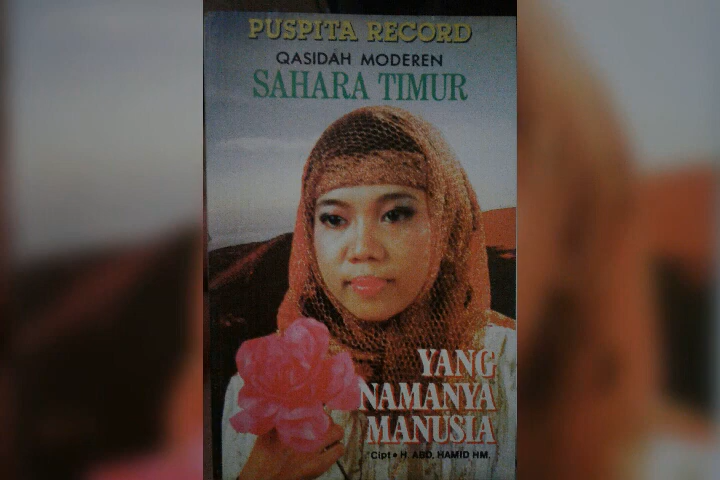 PUSPITA RECORD
QASIDAH MODEREN
SAHARA TIMUR
YANG
NAMANYA
MANUSIA
Cipt • H. ABD. HAMID HM.